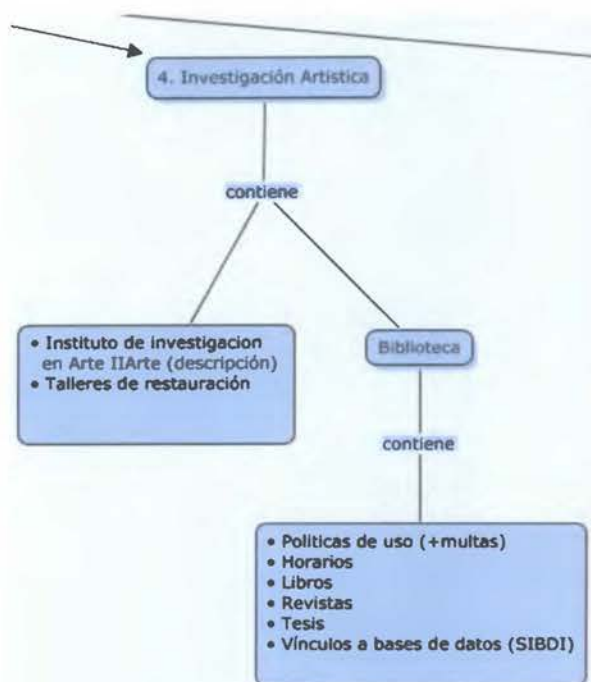 4. Investigación Artistica
contiene
• Instituto de investigacion
en Arte IIArte (descripción)
• Talleres de restauración
Biblioteca
contiene
• Politicas de uso (+multas)
• Horarios
• Libros
• Revistas
• Tesis
• Vínculos a bases de datos (SIBDI)